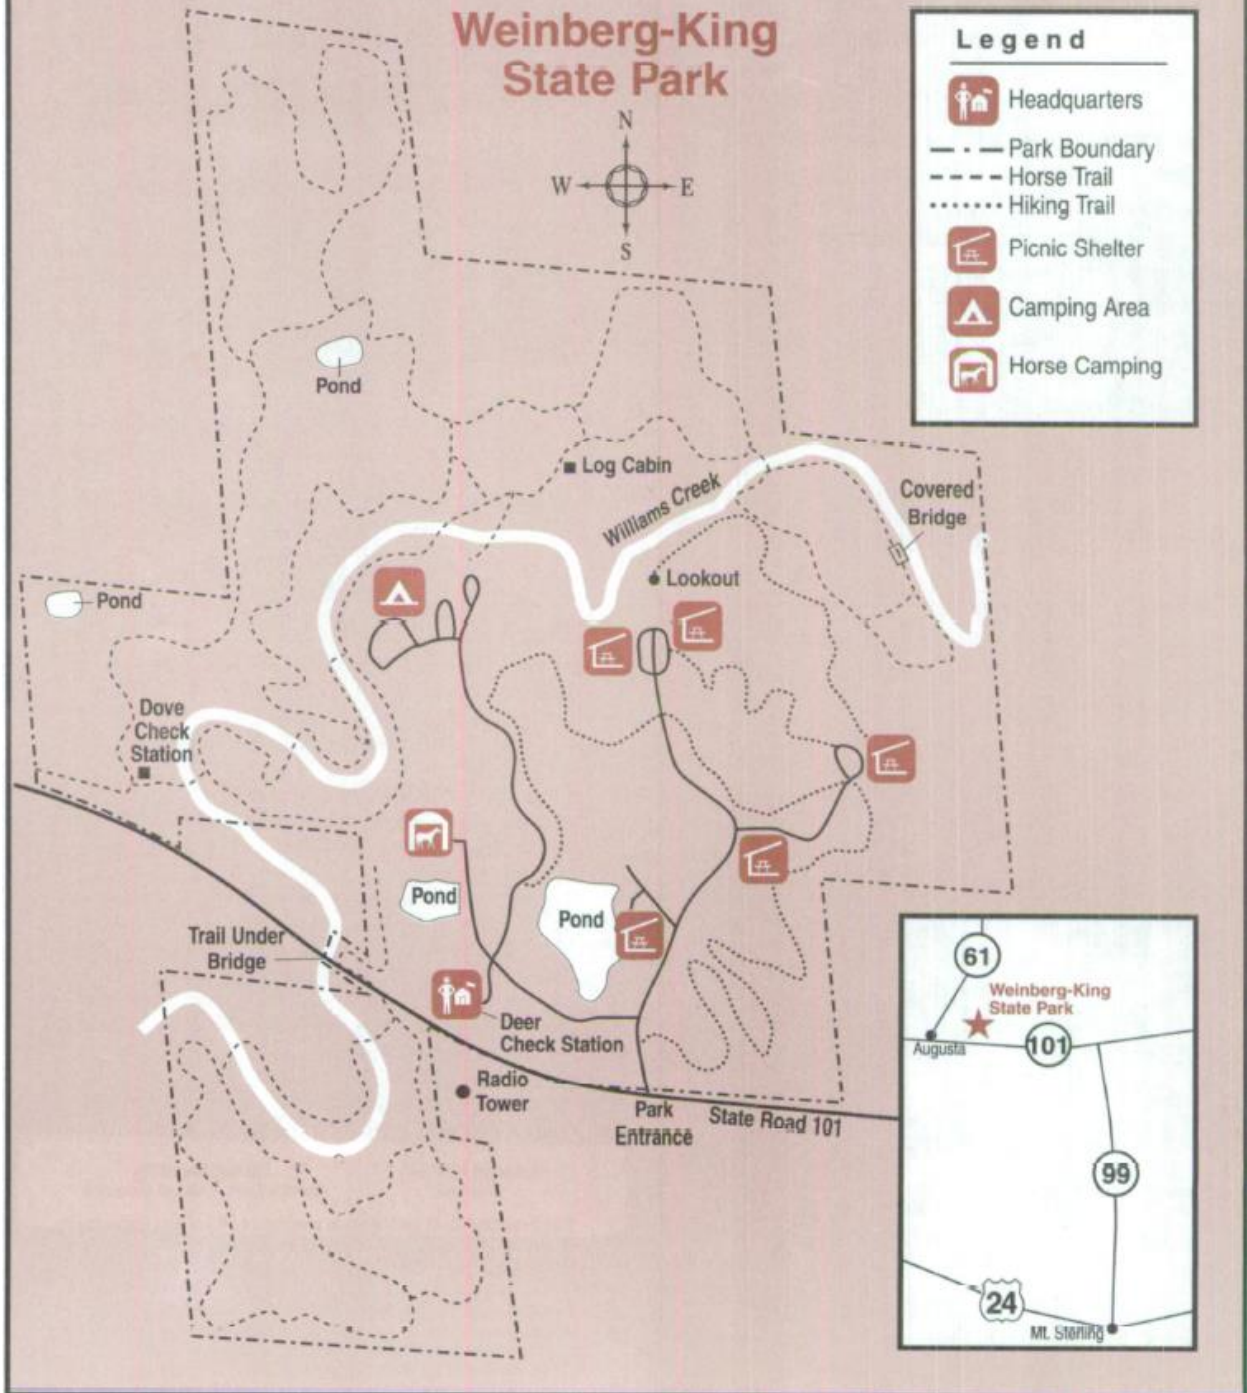 Weinberg-King
State Park
N
W
E
S
Legend
Headquarters
Park Boundary
Horse Trail
Hiking Trail
Picnic Shelter
Camping Area
Horse Camping
Pond
Log Cabin
Williams Creek
Covered
Bridge
Lookout
Pond
Dove
Check
Station
Pond
Pond
Trail Under
Bridge
Deer
Check Station
Radio
Tower
Park
Entrance
State Road 101
61
Weinberg-King
State Park
Augusta
101
99
24
Mt. Sterling